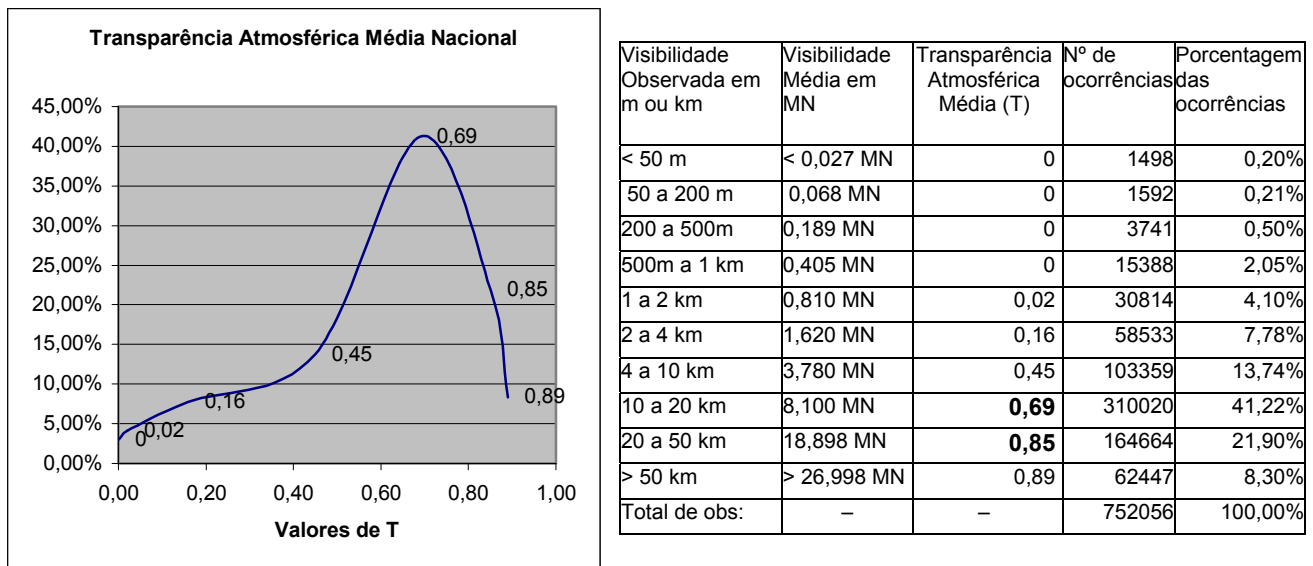 Transparência Atmosférica Média Nacional
45,00%
40,00%
35,00%
30,00%
25,00%
20,00%
15,00%
10,00%
5,00%
0,00%
0,69
0,85
0,45
0,89
0,16
0,02
0
0,00 0,20 0,40 0,60 0,80 1,00
Valores de T
Visibilidade Visibilidade Transparência Nº de Porcentagem
Observada em Média em Atmosférica ocorrências das
m ou km MN Média (T) ocorrências
< 50 m < 0,027 MN 0 1498 0,20%
50 a 200 m 0,068 MN 0 1592 0,21%
200 a 500m 0,189 MN 0 3741 0,50%
500m a 1 km 0,405 MN 0 15388 2,05%
1 a 2 km 0,810 MN 0,02 30814 4,10%
2 a 4 km 1,620 MN 0,16 58533 7,78%
4 a 10 km 3,780 MN 0,45 103359 13,74%
10 a 20 km 8,100 MN 0,69 310020 41,22%
20 a 50 km 18,898 MN 0,85 164664 21,90%
> 50 km > 26,998 MN 0,89 62447 8,30%
Total de obs: – – 752056 100,00%